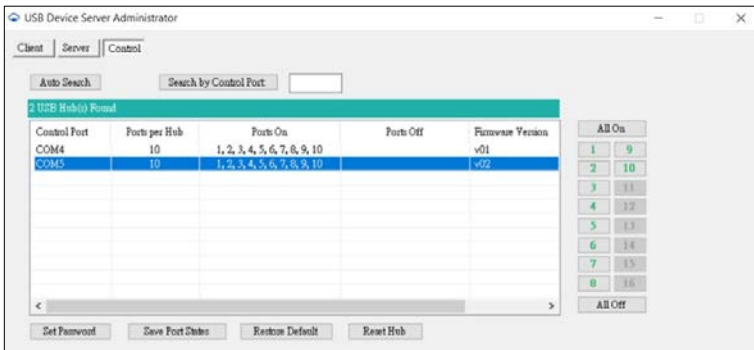 USB Device Server Administrator
Client Server Control
Auto Search Search by Control Port:
2 USB Hub(s) Found
Control Port Ports per Hub Ports On Ports Off Firmware Version
COM4 10 1, 2, 3, 4, 5, 6, 7, 8, 9, 10 v01
COM5 10 1, 2, 3, 4, 5, 6, 7, 8, 9, 10 v02
All On
1 9
2 10
3 11
4 12
5 13
6 14
7 15
8 16
All Off
Set Password Save Port States Restore Default Reset Hub